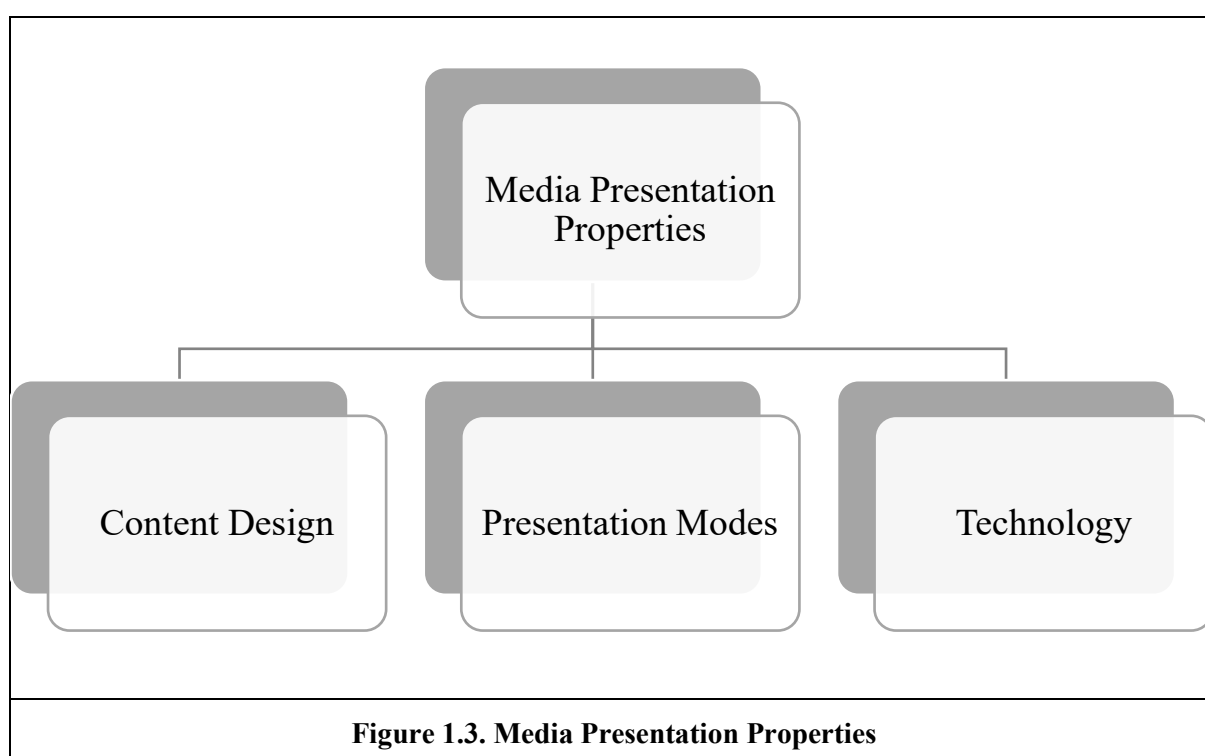 Media Presentation
Properties
Content Design
Presentation Modes
Technology
Figure 1.3. Media Presentation Properties